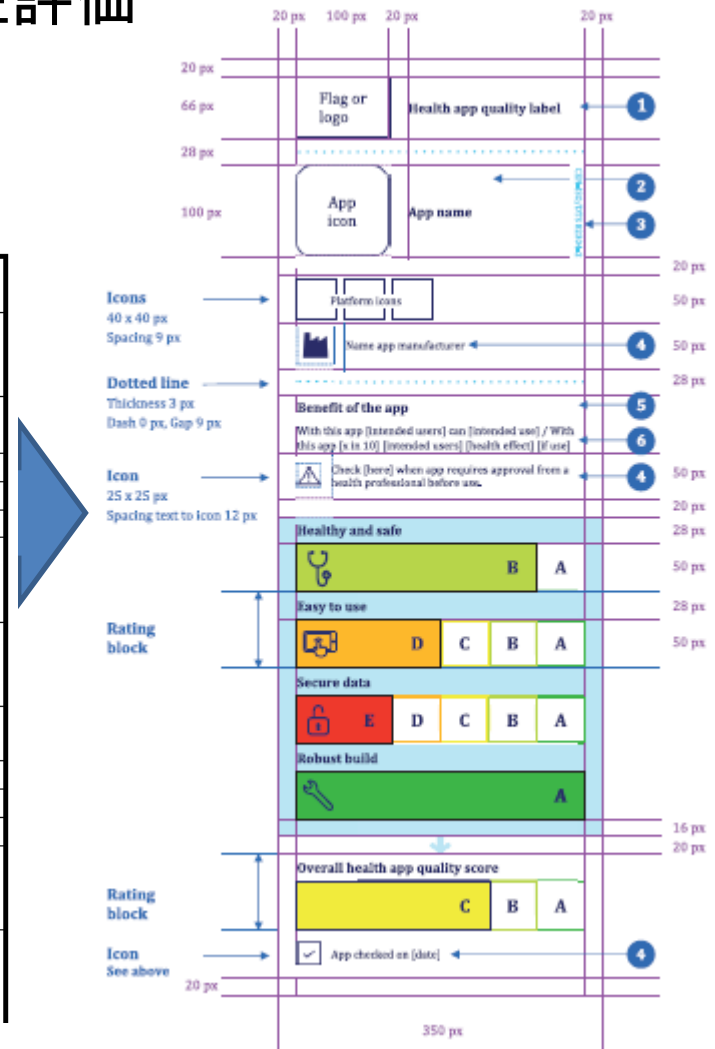 評価
20 px 100 px 20 px 20 px
20 px
66 px
Flag or
logo
Health app quality label
1
28 px
2
100 px
App
icon
App name
3
20 px
Icons
40 x 40 px
Spacing 9 px
Platform icons
50 px
Name app manufacturer
4
50 px
28 px
Dotted line
Thickness 3 px
Dash 0 px, Gap 9 px
Benefit of the app
5
With this app [intended users] can [intended use] / With
this app [x in 10] [intended users] [health effect] [if use]
6
Icon
25 x 25 px
Spacing text to icon 12 px
Check [here] when app requires approval from a
health professional before use.
4
50 px
20 px
Healthy and safe
28 px
B A
50 px
Easy to use
28 px
Rating
block
D C B A
50 px
Secure data
E D C B A
Robust build
A
16 px
20 px
Overall health app quality score
Rating
block
C B A
Icon
See above
App checked on [date]
4
20 px
350 px